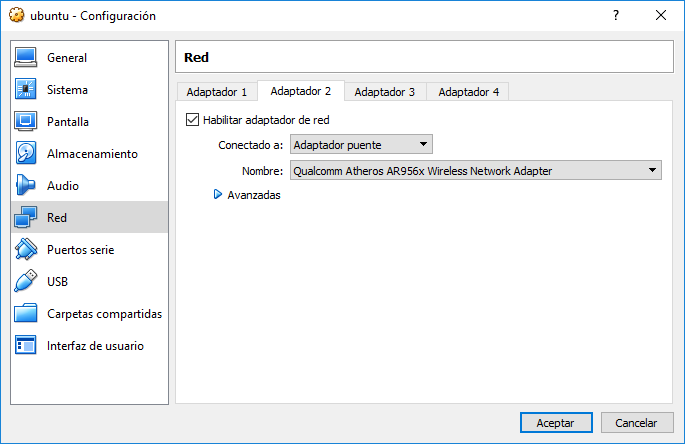 ubuntu - Configuración
?
General
Sistema
Pantalla
Almacenamiento
Audio
Red
Puertos serie
USB
Carpetas compartidas
Interfaz de usuario
Red
Adaptador 1 Adaptador 2 Adaptador 3 Adaptador 4
Habilitar adaptador de red
Conectado a: Adaptador puente
Nombre: Qualcomm Atheros AR956x Wireless Network Adapter
Avanzadas
Aceptar Cancelar